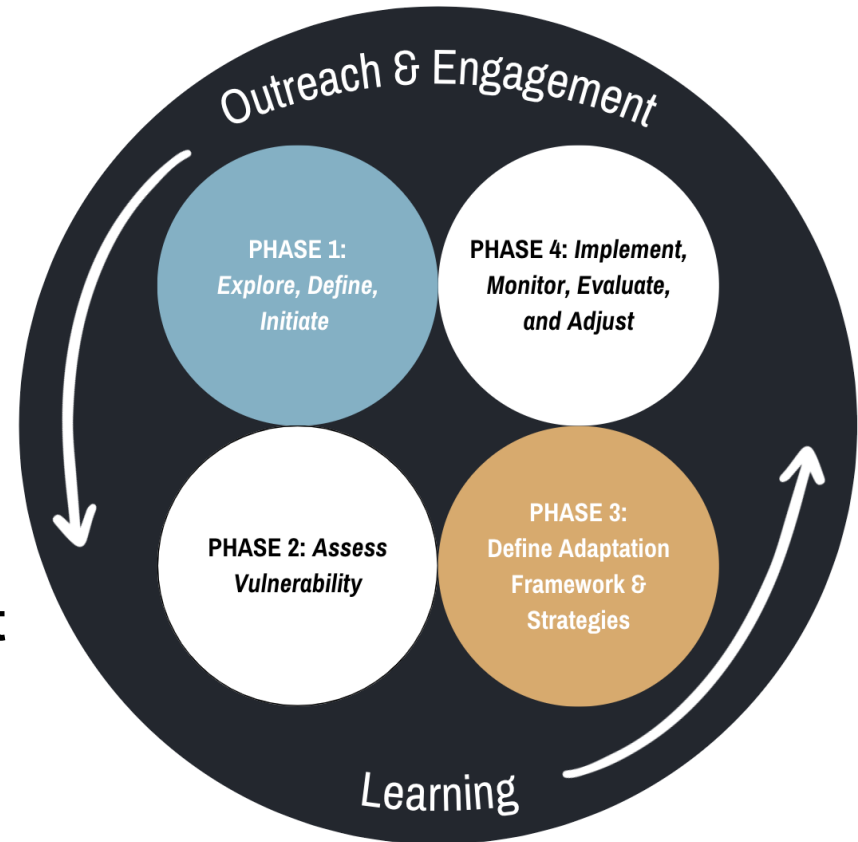 Outreach & Engagement
PHASE 1:
Explore, Define,
Initiate
PHASE 4: Implement,
Monitor, Evaluate,
and Adjust
PHASE 2: Assess
Vulnerability
PHASE 3:
Define Adaptation
Framework &
Strategies
Learning